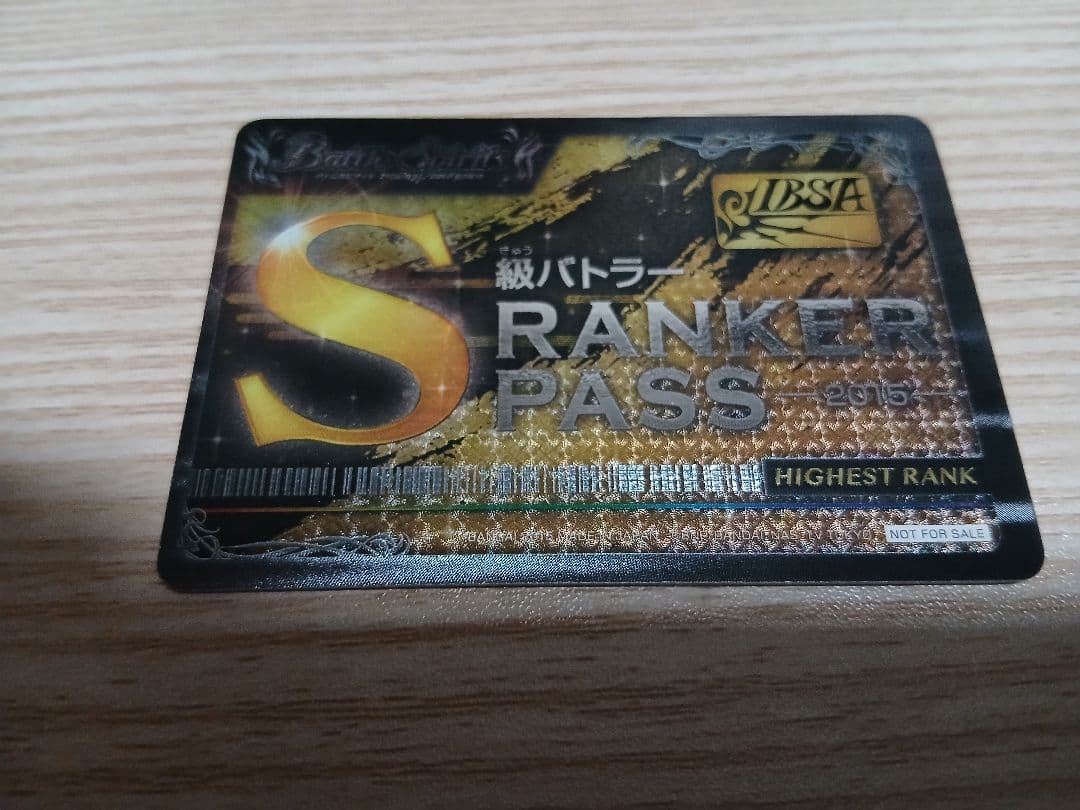 Battle Spirits
IBSA
S
きゅう
級バトラー
RANKER
PASS
2015
HIGHEST RANK
NOT FOR SALE